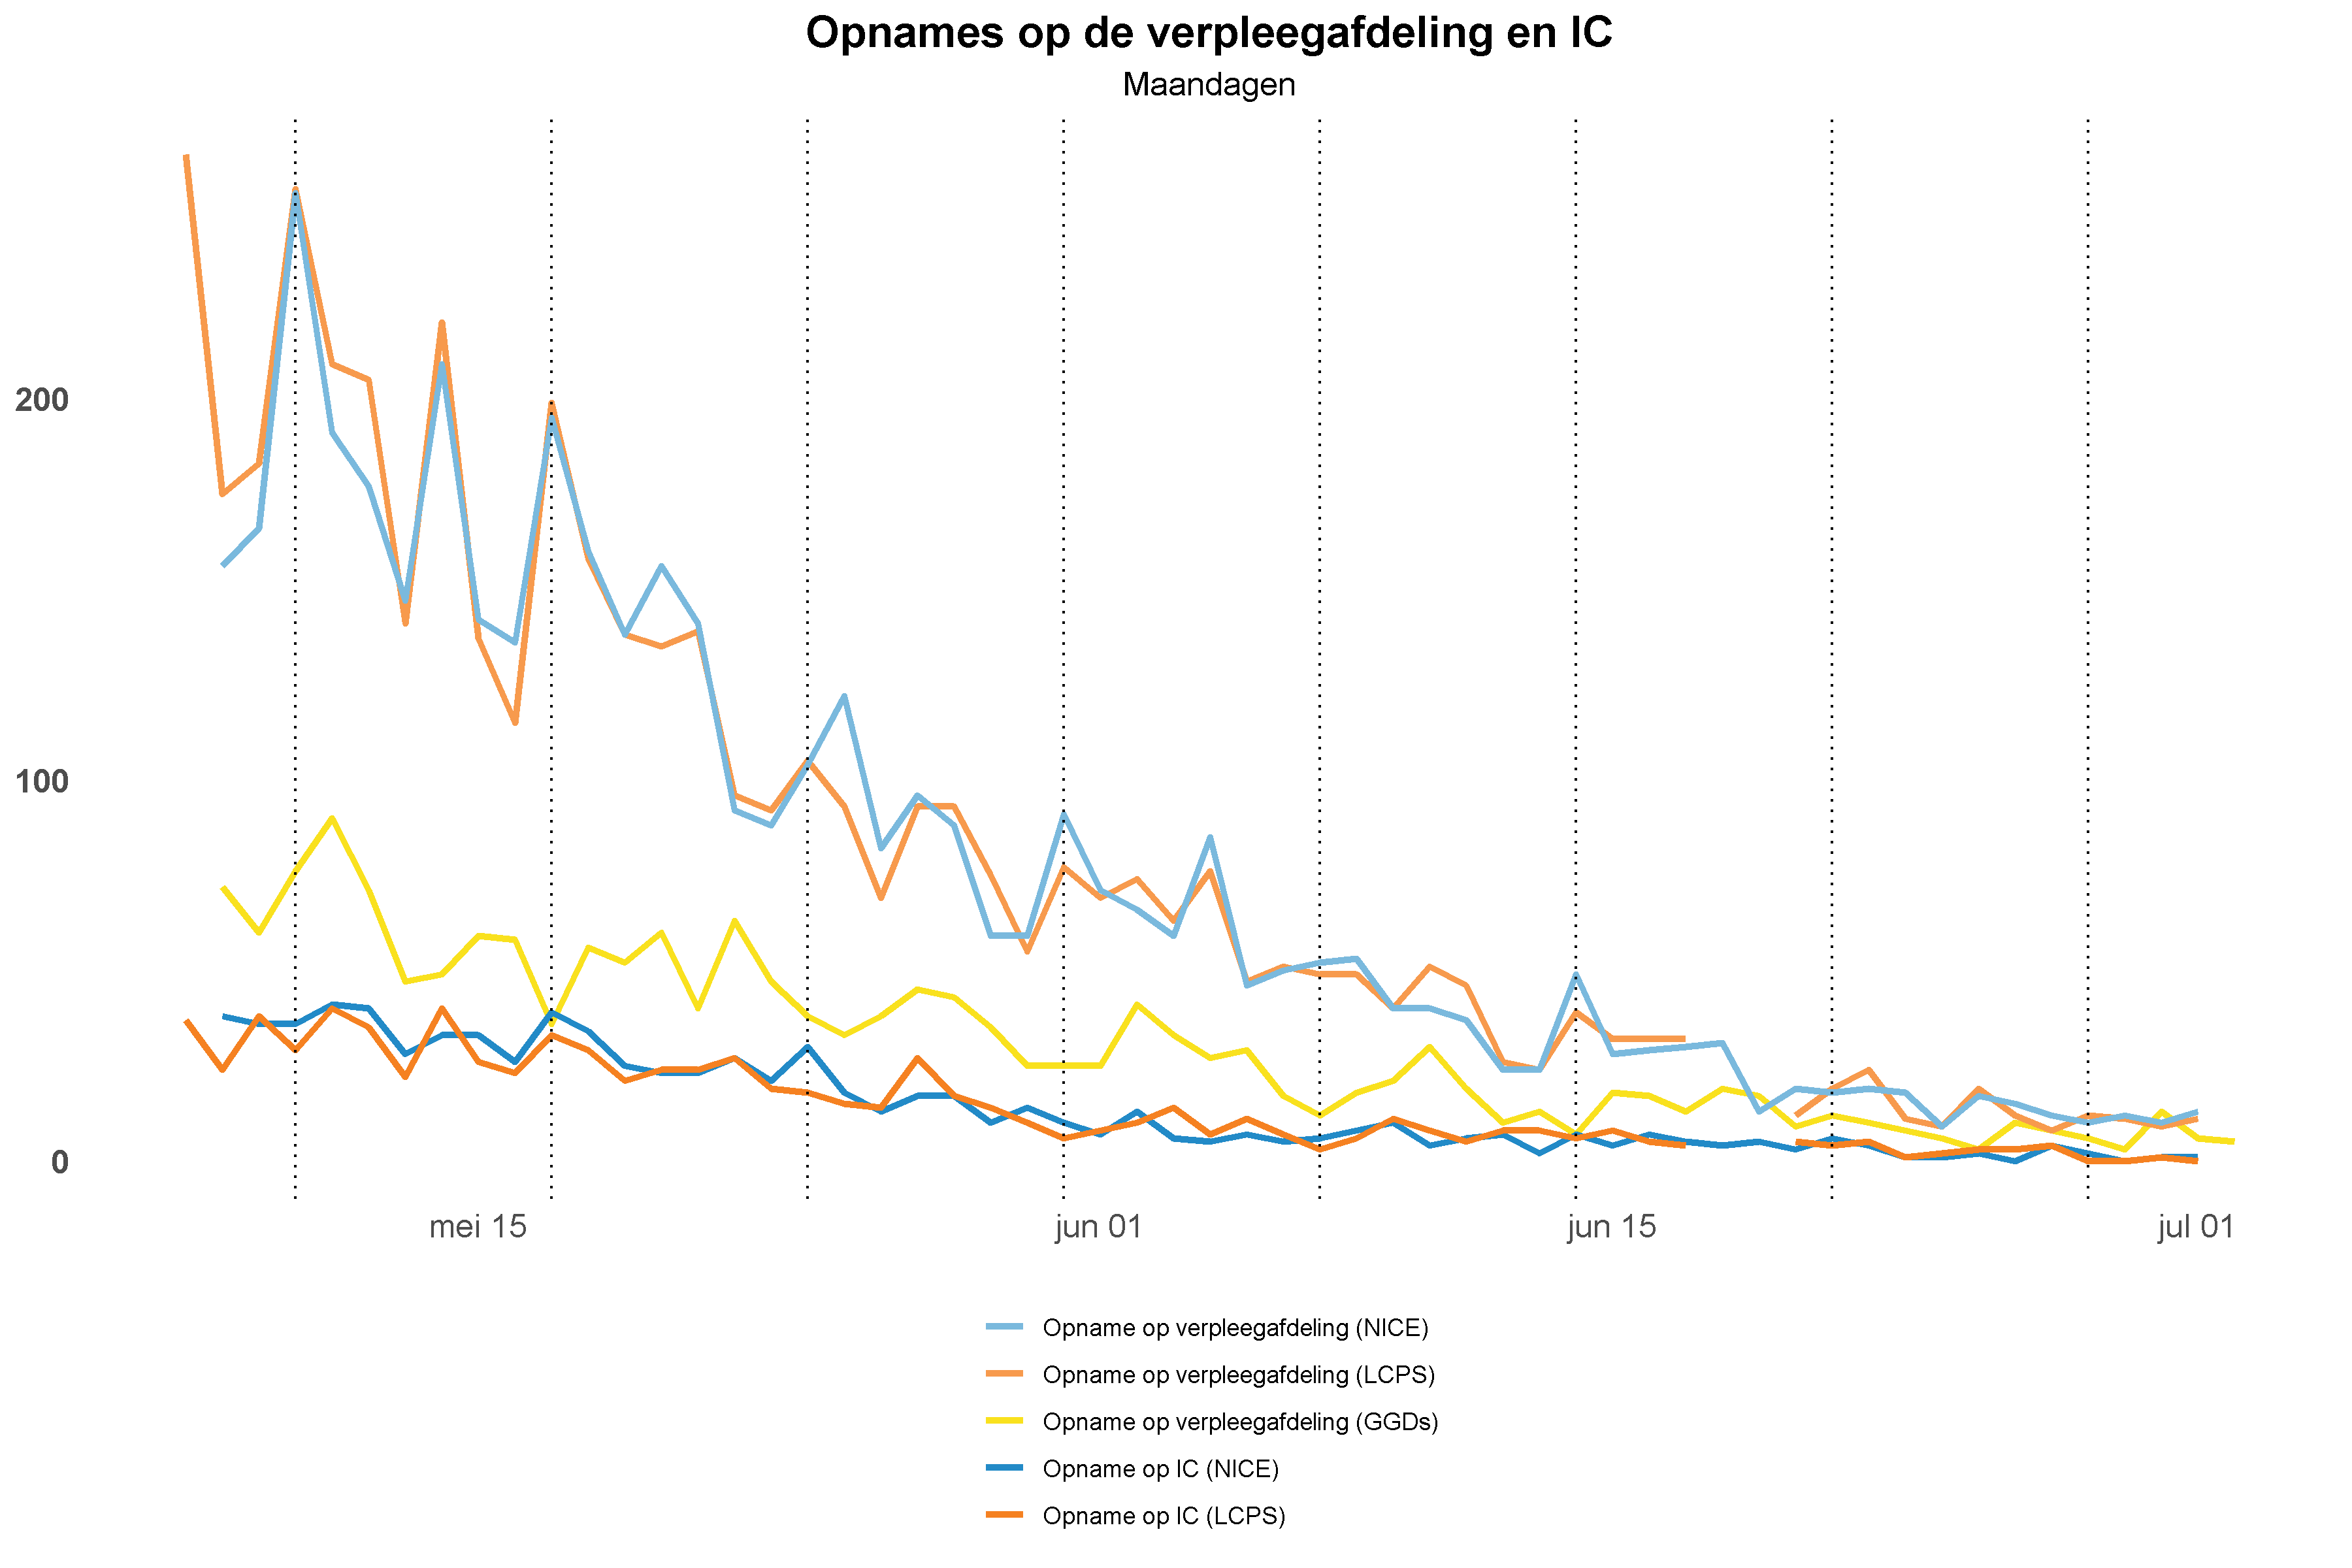 Opnames op de verpleegafdeling en IC
Maandagen
200
100
0
mei 15
jun 01
jun 15
jul 01
Opname op verpleegafdeling (NICE)
Opname op verpleegafdeling (LCPS)
Opname op verpleegafdeling (GGDs)
Opname op IC (NICE)
Opname op IC (LCPS)